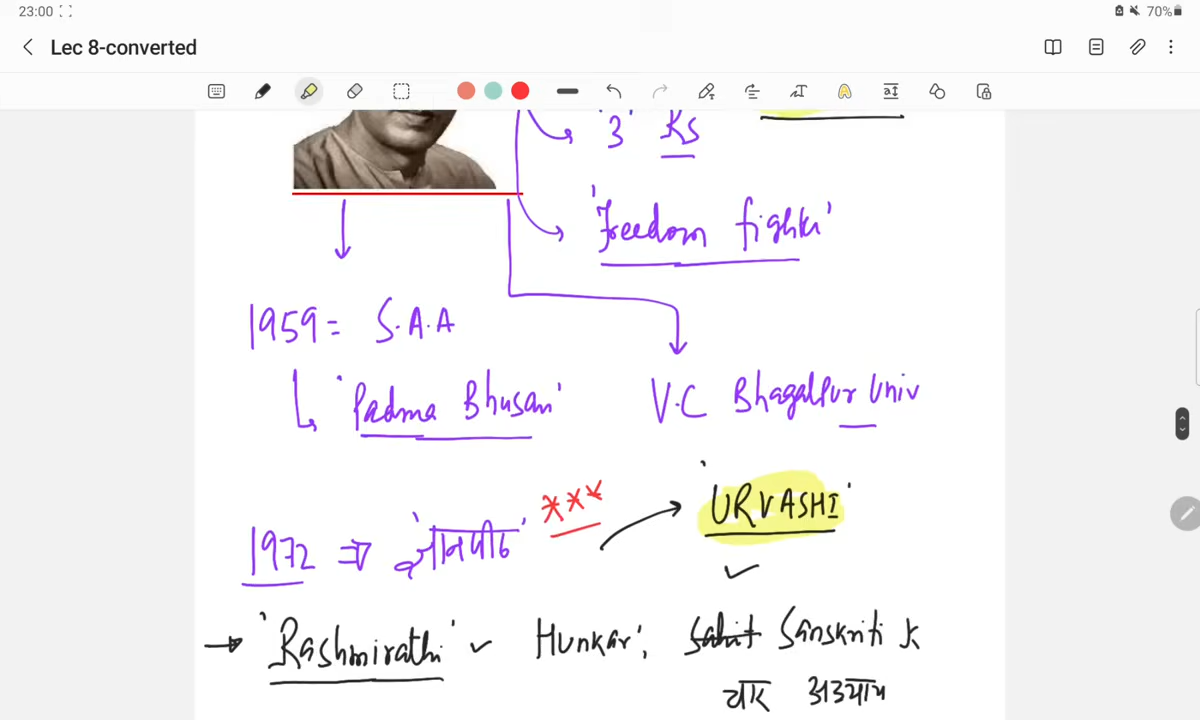 23:00 70%
Lec 8-converted
'3' Ks
'Freedom fighter'
1959 = S.A.A
'Padma Bhusan' V.C Bhagalpur Univ
***
'URVASHI'
1972 ⇒ 'ज्ञानपीठ'
→ 'Rashmirathi' ✓ Hunkar', Sahit Sanskriti k
चार अध्याय